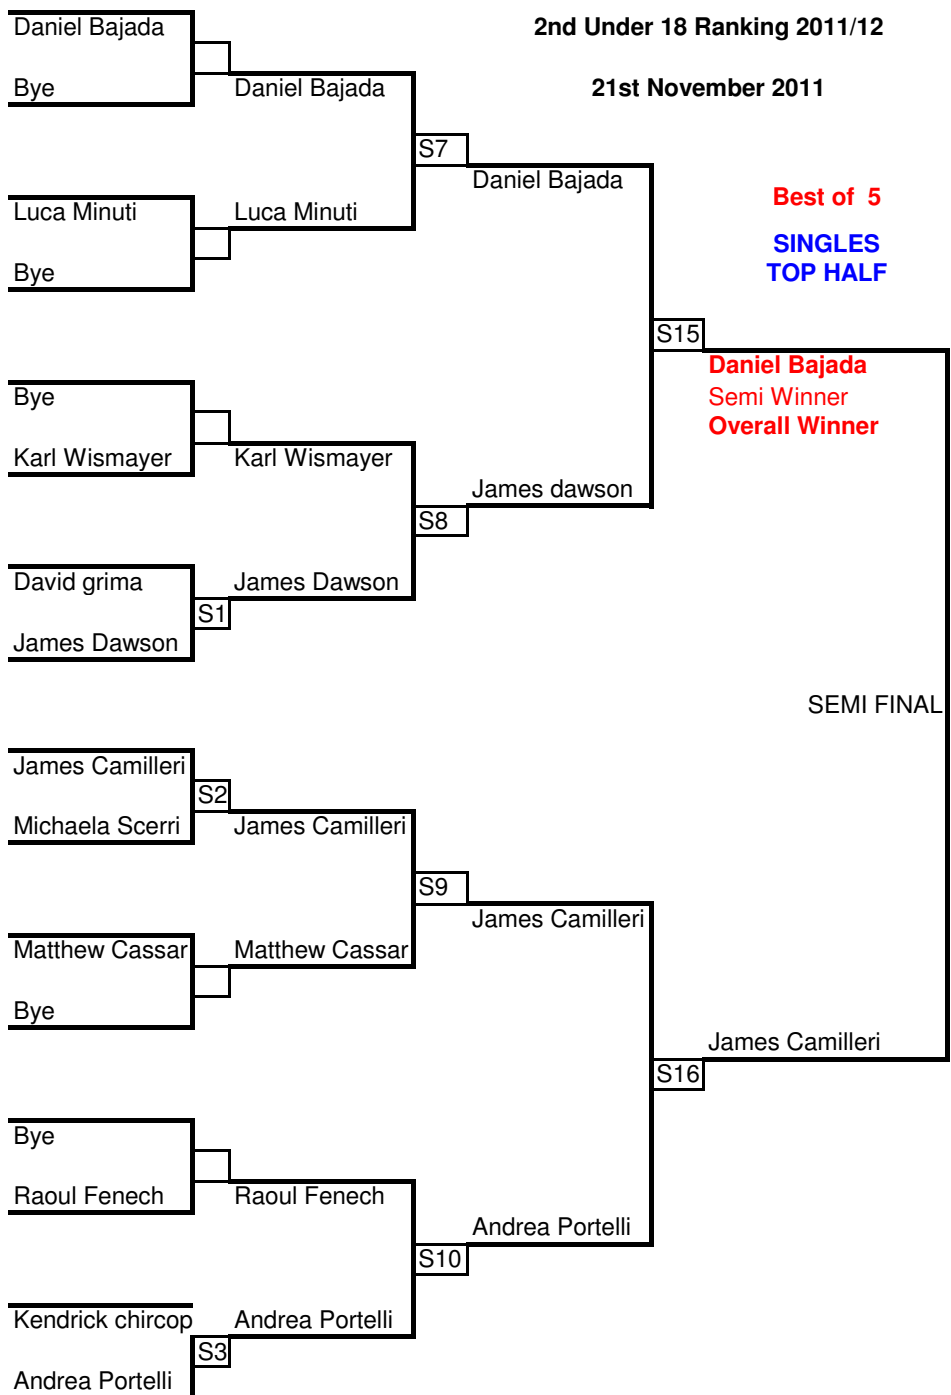 Daniel Bajada
2nd Under 18 Ranking 2011/12
Bye
Daniel Bajada
21st November 2011
S7
Daniel Bajada
Luca Minuti
Luca Minuti
Best of 5
Bye
SINGLES
TOP HALF
S15
Daniel Bajada
Bye
Semi Winner
Overall Winner
Karl Wismayer
Karl Wismayer
James dawson
S8
David grima
James Dawson
S1
James Dawson
SEMI FINAL
James Camilleri
S2
Michaela Scerri
James Camilleri
S9
James Camilleri
Matthew Cassar
Matthew Cassar
Bye
James Camilleri
S16
Bye
Raoul Fenech
Raoul Fenech
Andrea Portelli
S10
Kendrick chircop
Andrea Portelli
S3
Andrea Portelli